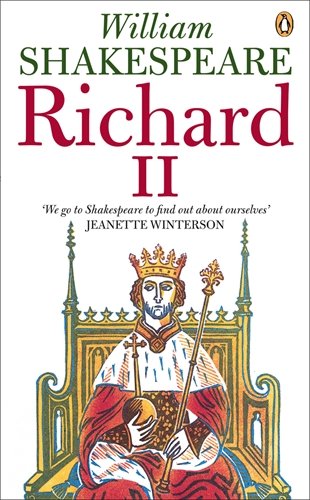 William
SHAKESPEARE
Richard
II
‘We go to Shakespeare to find out about ourselves’
JEANETTE WINTERSON